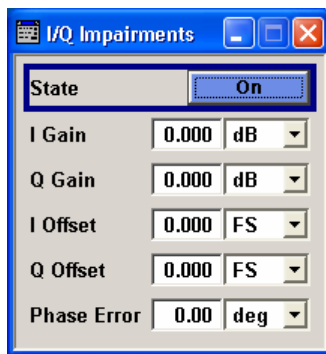 I/Q Impairments
State On
I Gain 0.000 dB
Q Gain 0.000 dB
I Offset 0.000 FS
Q Offset 0.000 FS
Phase Error 0.00 deg